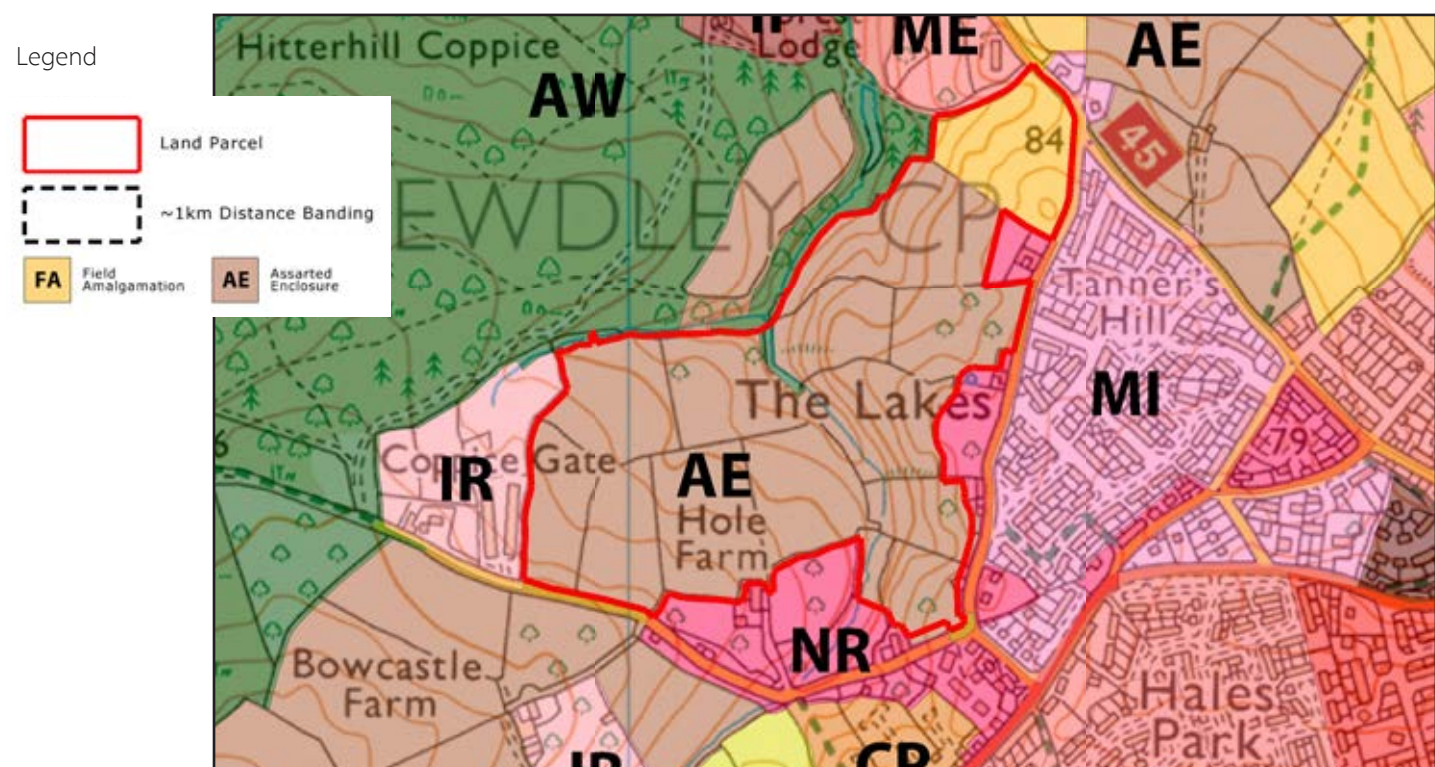 Legend
Land Parcel
~1km Distance Banding
FA Field Amalgamation
AE Assarted Enclosure
Hitterhill Coppice
AW
Lodge
ME
AE
45
84
EWDLEY CP
Tanner's
Hill
MI
The Lakes
79
Coppice Gate
IR
AE
Hole
Farm
NR
Bowcastle
Farm
Hales
Park